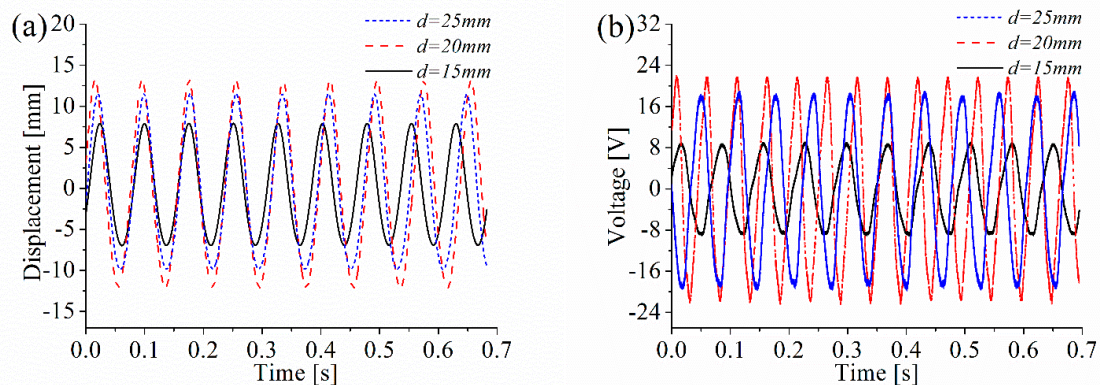 (a)
d=25mm
d=20mm
d=15mm
20
15
10
5
0
-5
-10
-15
Displacement [mm]
0.0 0.1 0.2 0.3 0.4 0.5 0.6 0.7
Time [s]
(b)
d=25mm
d=20mm
d=15mm
32
24
16
8
0
-8
-16
-24
Voltage [V]
0.0 0.1 0.2 0.3 0.4 0.5 0.6 0.7
Time [s]